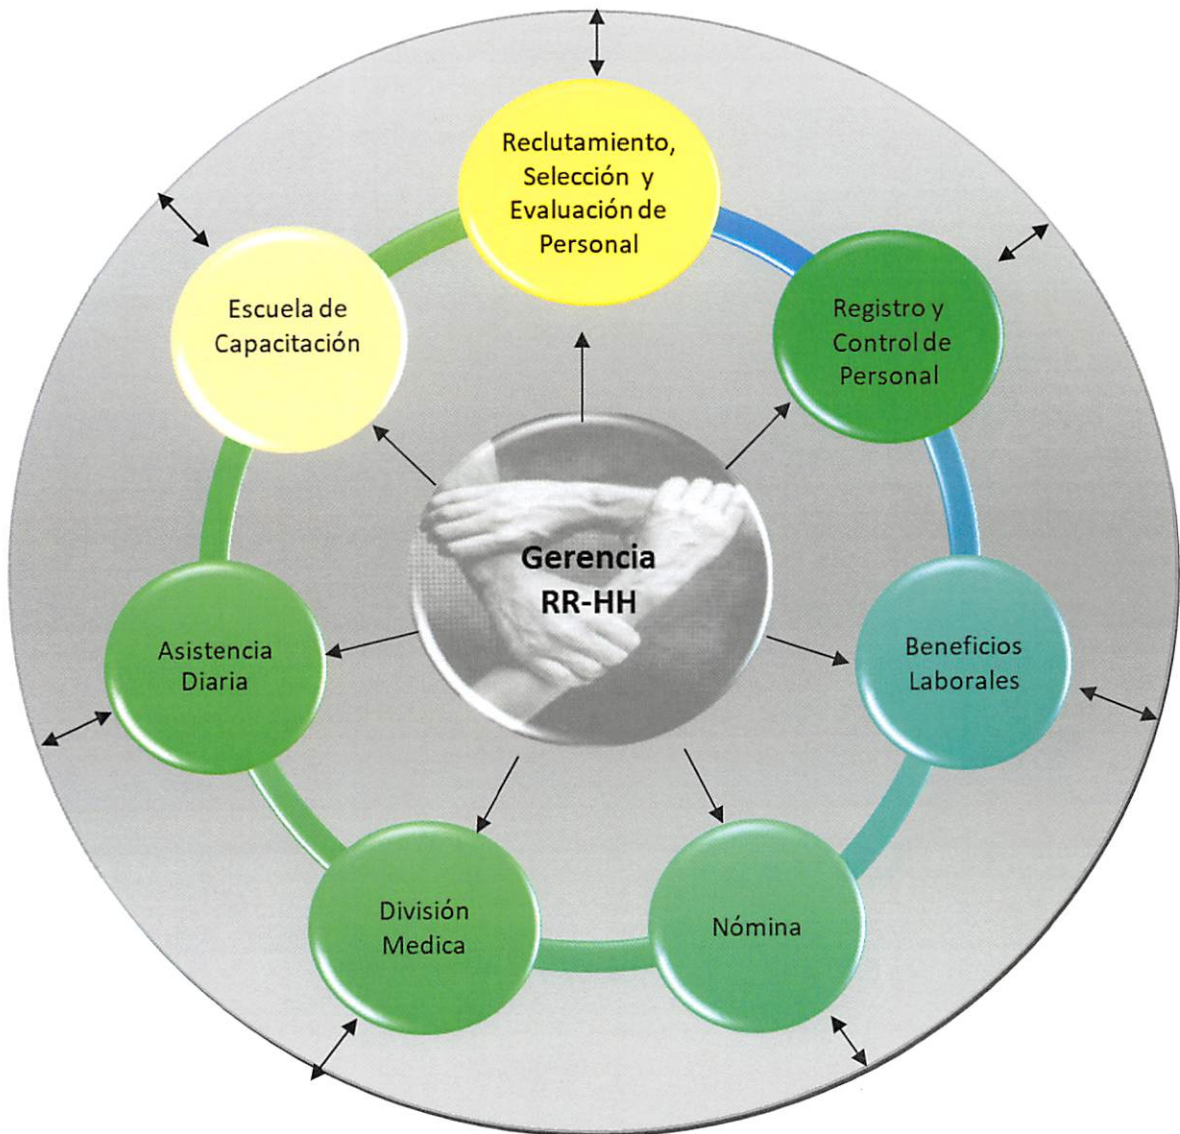 Reclutamiento,
Selección y
Evaluación de
Personal
Escuela de
Capacitación
Registro y
Control de
Personal
Gerencia
RR-HH
Asistencia
Diaria
Beneficios
Laborales
División
Medica
Nómina